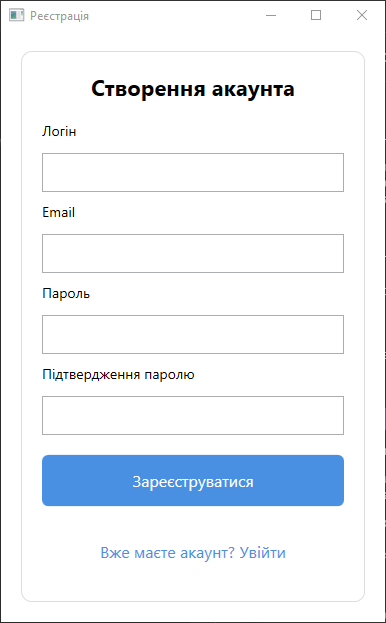 Реєстрація
Створення акаунта
Логін
Email
Пароль
Підтвердження паролю
Зареєструватися
Вже маєте акаунт? Увійти